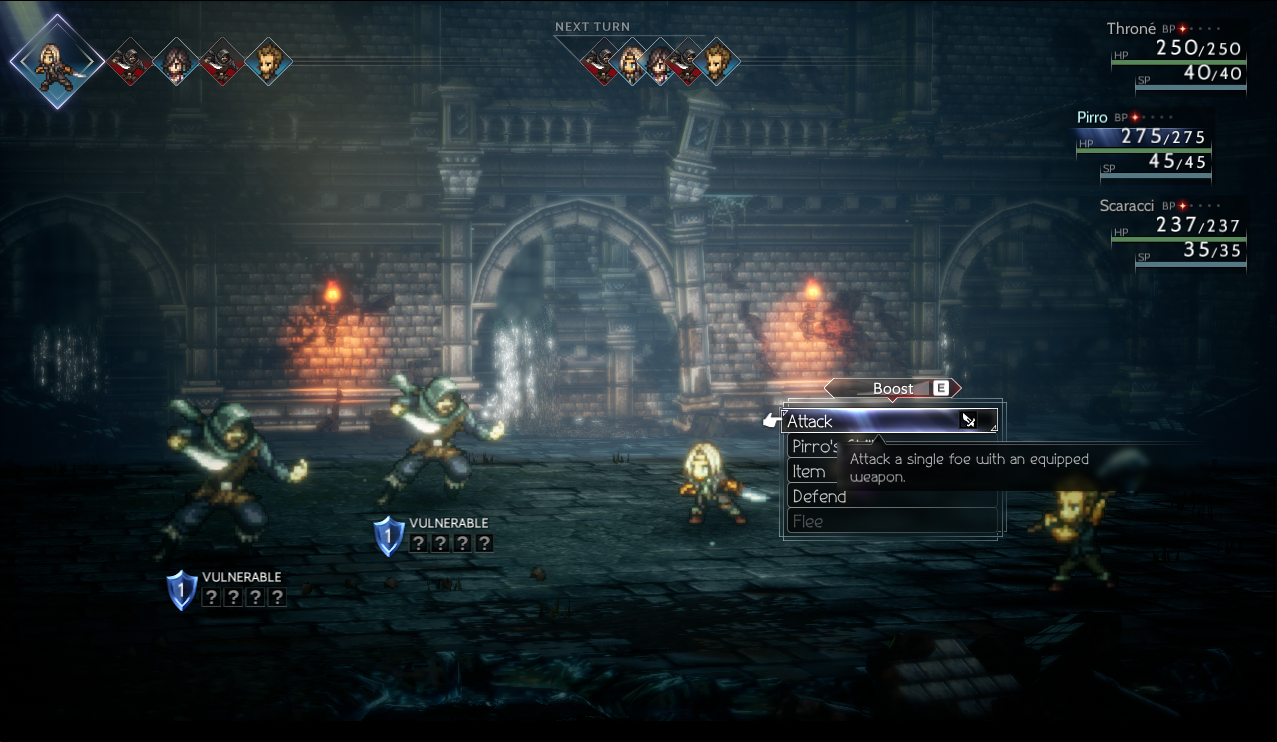 NEXT TURN
Throné BP
HP 250/250
SP 40/40
Pirro BP
HP 275/275
SP 45/45
Scaracci BP
HP 237/237
SP 35/35
Boost E
Attack
Pirro's
Attack a single foe with an equipped
weapon.
Item
Defend
Flee
1 VULNERABLE
? ? ? ?
1 VULNERABLE
? ? ? ?